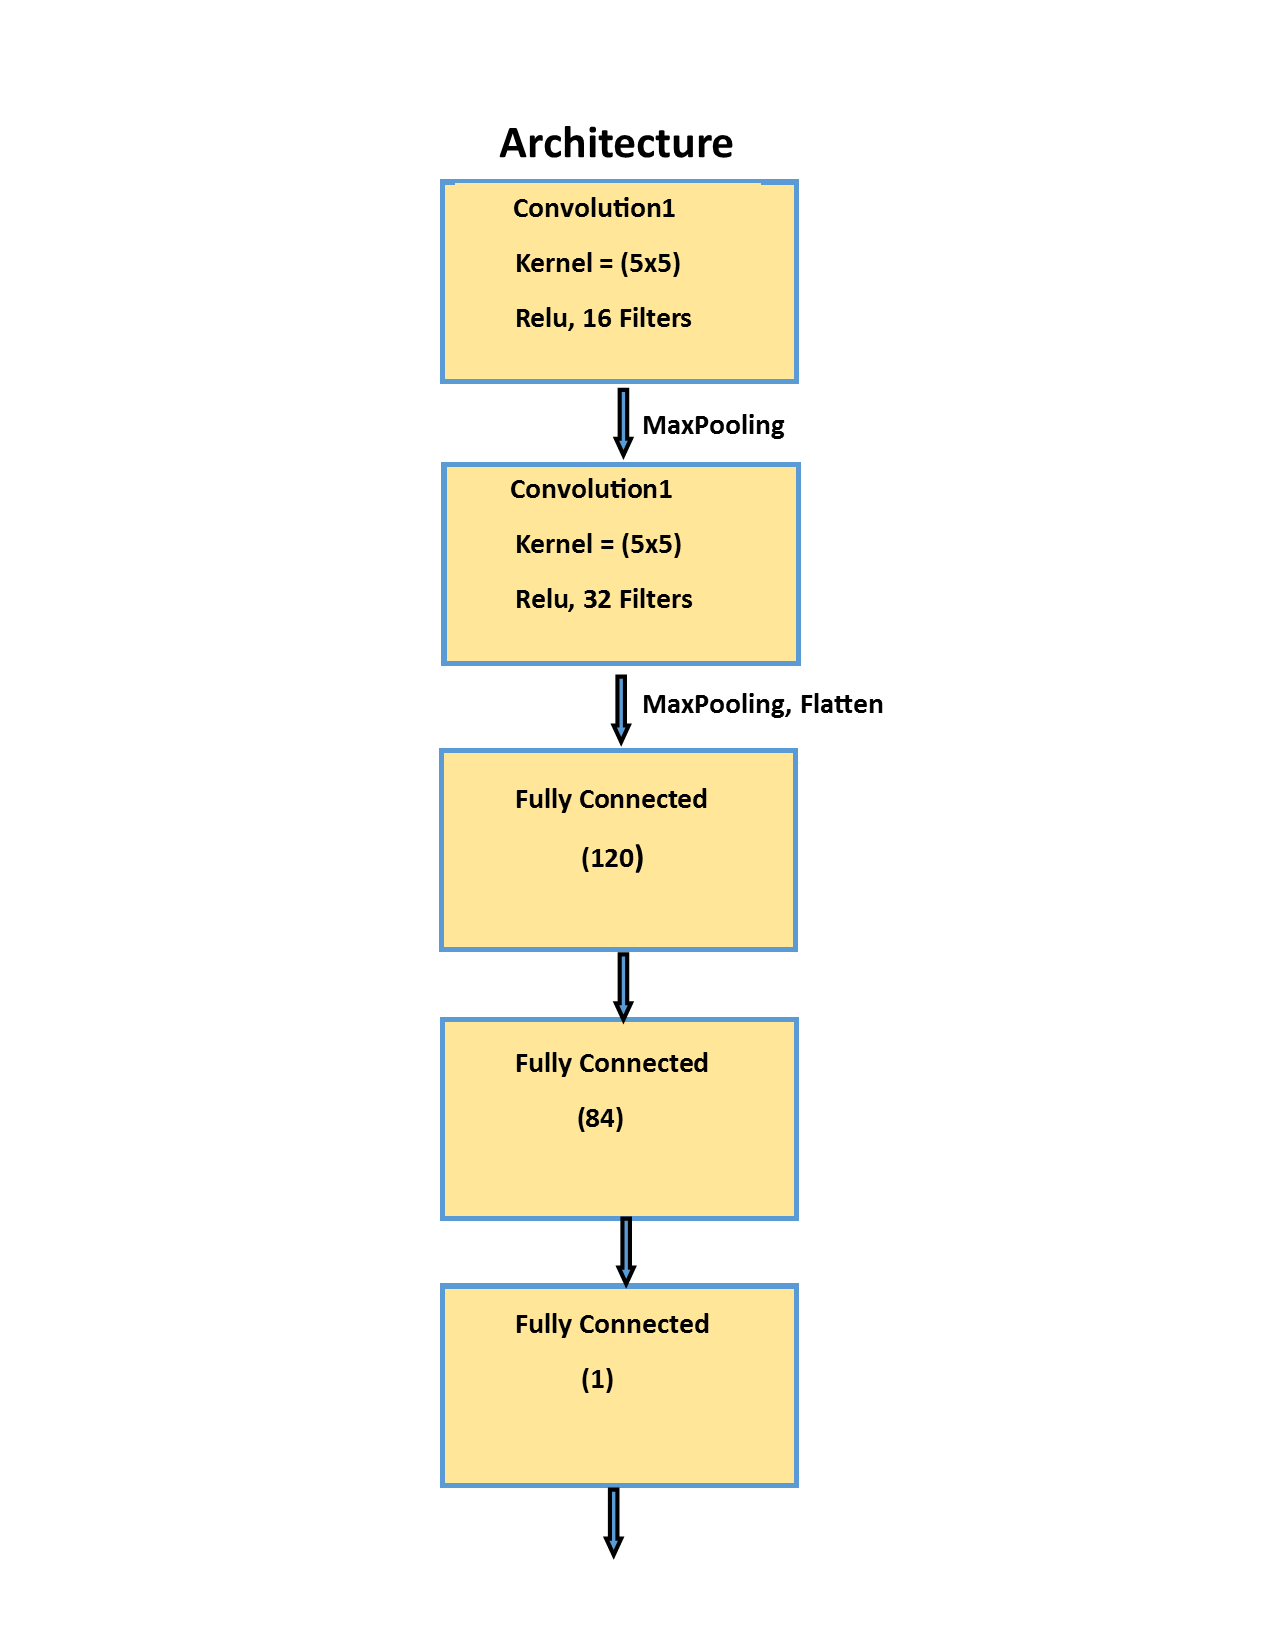 Architecture
Convolution1
Kernel = (5x5)
Relu, 16 Filters
MaxPooling
Convolution1
Kernel = (5x5)
Relu, 32 Filters
MaxPooling, Flatten
Fully Connected
(120)
Fully Connected
(84)
Fully Connected
(1)